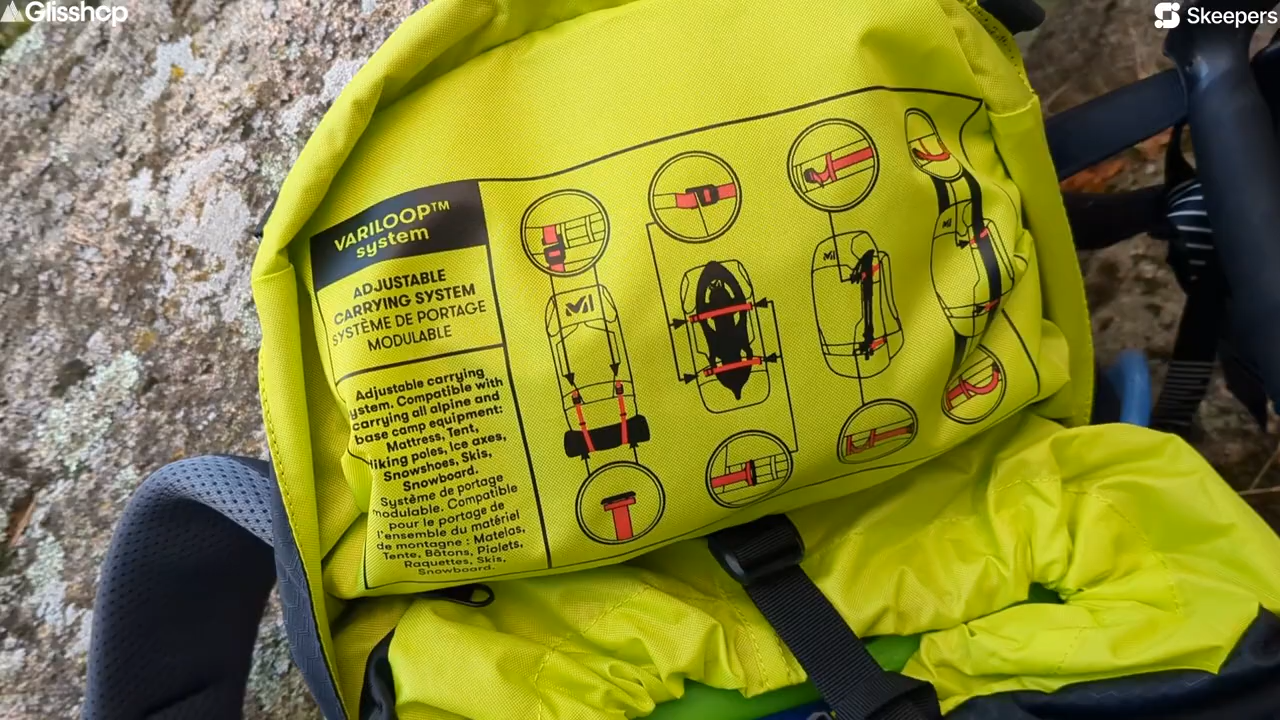 Glisshop
Skeepers
VARILOOP™
system
ADJUSTABLE
CARRYING SYSTEM
SYSTÈME DE PORTAGE
MODULABLE
Adjustable carrying
system. Compatible with
carrying all alpine and
base camp equipment:
Mattress, Tent,
Hiking poles, Ice axes,
Snowshoes, Skis,
Snowboard.
Système de portage
modulable. Compatible
pour le portage de
l'ensemble du matériel
de montagne : Matelas,
Tente, Bâtons, Piolets,
Raquettes, Skis,
Snowboard.